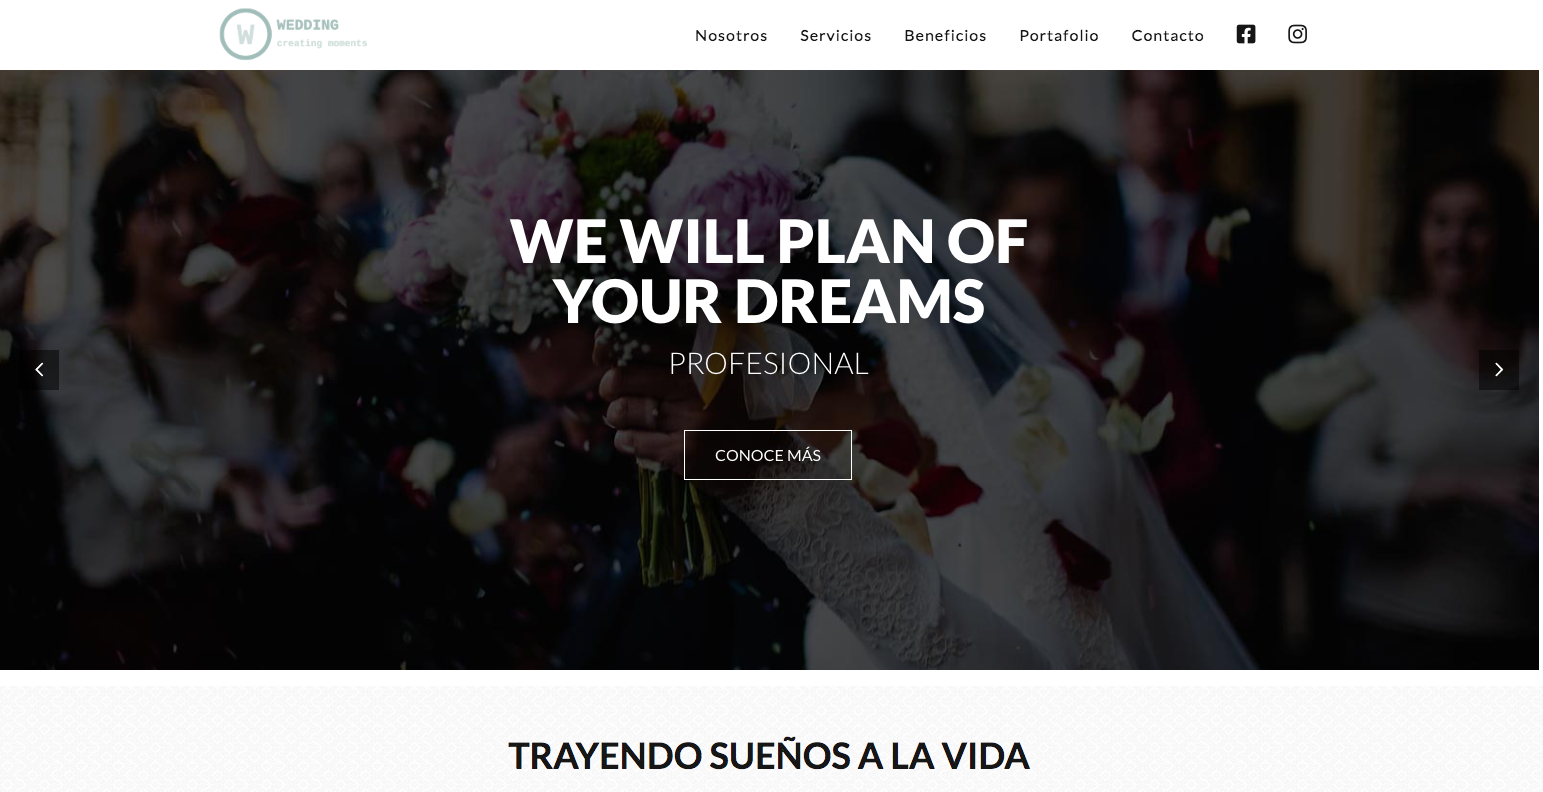 W
WEDDING
creating moments
Nosotros Servicios Beneficios Portafolio Contacto
WE WILL PLAN OF
YOUR DREAMS
PROFESIONAL
CONOCE MÁS
TRAYENDO SUEÑOS A LA VIDA